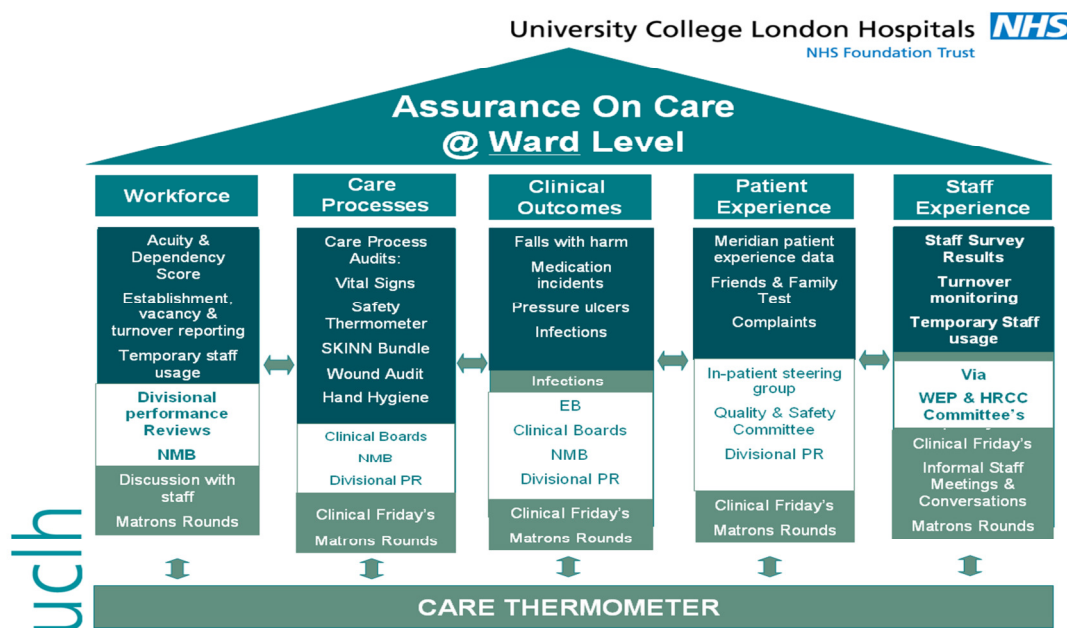 University College London Hospitals NHS
NHS Foundation Trust
Assurance On Care
@ Ward Level
Workforce
Acuity &
Dependency
Score
Establishment,
vacancy &
turnover reporting
Temporary staff
usage
Divisional
performance
Reviews
NMB
Discussion with
staff
Matrons Rounds
Care
Processes
Care Process
Audits:
Vital Signs
Safety
Thermometer
SKINN Bundle
Wound Audit
Hand Hygiene
Clinical Boards
NMB
Divisional PR
Clinical Friday's
Matrons Rounds
Clinical
Outcomes
Falls with harm
Medication
incidents
Pressure ulcers
Infections
Infections
EB
Clinical Boards
NMB
Divisional PR
Clinical Friday's
Matrons Rounds
Patient
Experience
Meridian patient
experience data
Friends & Family
Test
Complaints
In-patient steering
group
Quality & Safety
Committee
Divisional PR
Clinical Friday's
Matrons Rounds
Staff
Experience
Staff Survey
Results
Turnover
monitoring
Temporary Staff
usage
Via
WEP & HRCC
Committee's
Clinical Friday's
Informal Staff
Meetings &
Conversations
Matrons Rounds
CARE THERMOMETER
uclh